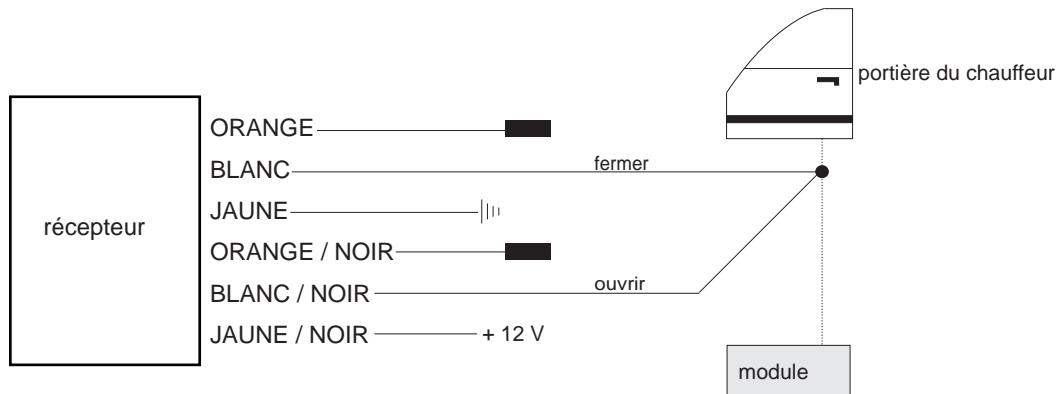 portière du chauffeur
ORANGE
BLANC
fermer
JAUNE
récepteur
ORANGE / NOIR
BLANC / NOIR
ouvrir
JAUNE / NOIR
+ 12 V
module